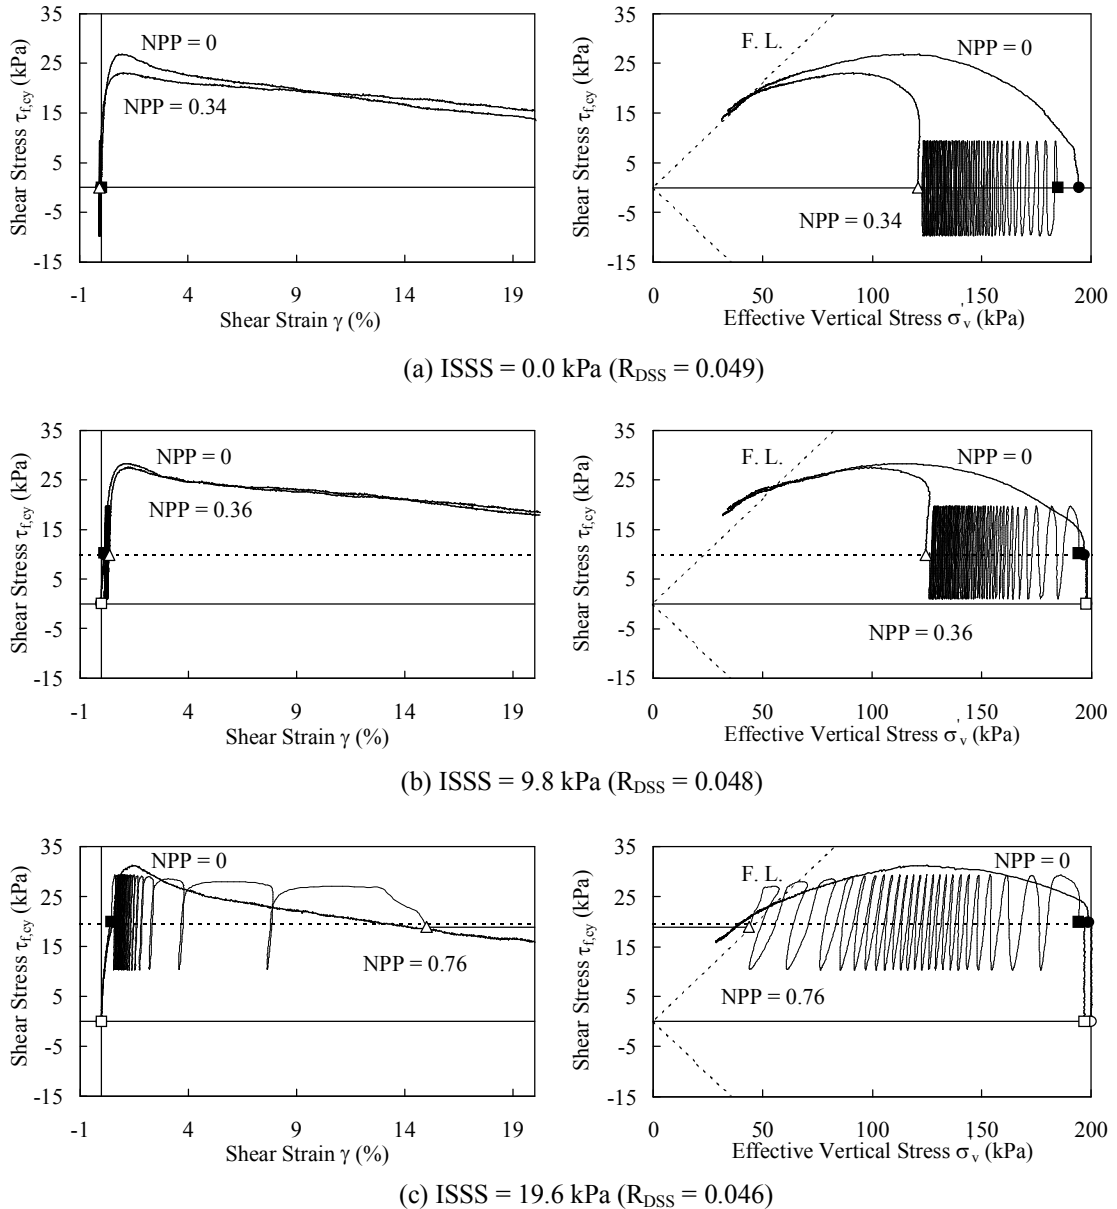 35
25
15
5
-5
-15
Shear Stress τf,cy (kPa)
NPP = 0
NPP = 0.34
-1 4 9 14 19
Shear Strain γ (%)
35
25
15
5
-5
-15
Shear Stress τf,cy (kPa)
F. L.
NPP = 0
NPP = 0.34
0 50 100 150 200
Effective Vertical Stress σ'v (kPa)
(a) ISSS = 0.0 kPa (RDSS = 0.049)
35
25
15
5
-5
-15
Shear Stress τf,cy (kPa)
NPP = 0
NPP = 0.36
-1 4 9 14 19
Shear Strain γ (%)
35
25
15
5
-5
-15
Shear Stress τf,cy (kPa)
F. L.
NPP = 0
NPP = 0.36
0 50 100 150 200
Effective Vertical Stress σ'v (kPa)
(b) ISSS = 9.8 kPa (RDSS = 0.048)
35
25
15
5
-5
-15
Shear Stress τf,cy (kPa)
NPP = 0
NPP = 0.76
-1 4 9 14 19
Shear Strain γ (%)
35
25
15
5
-5
-15
Shear Stress τf,cy (kPa)
F. L.
NPP = 0
NPP = 0.76
0 50 100 150 200
Effective Vertical Stress σ'v (kPa)
(c) ISSS = 19.6 kPa (RDSS = 0.046)